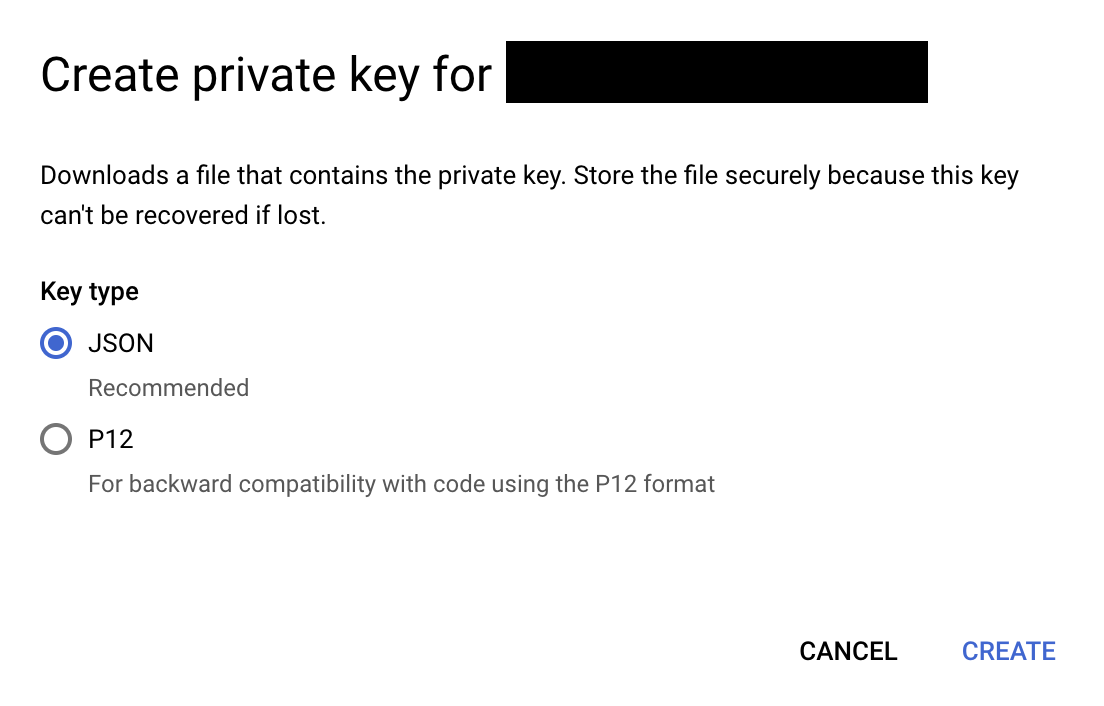 Create private key for
Downloads a file that contains the private key. Store the file securely because this key
can't be recovered if lost.
Key type
JSON
Recommended
P12
For backward compatibility with code using the P12 format
CANCEL CREATE